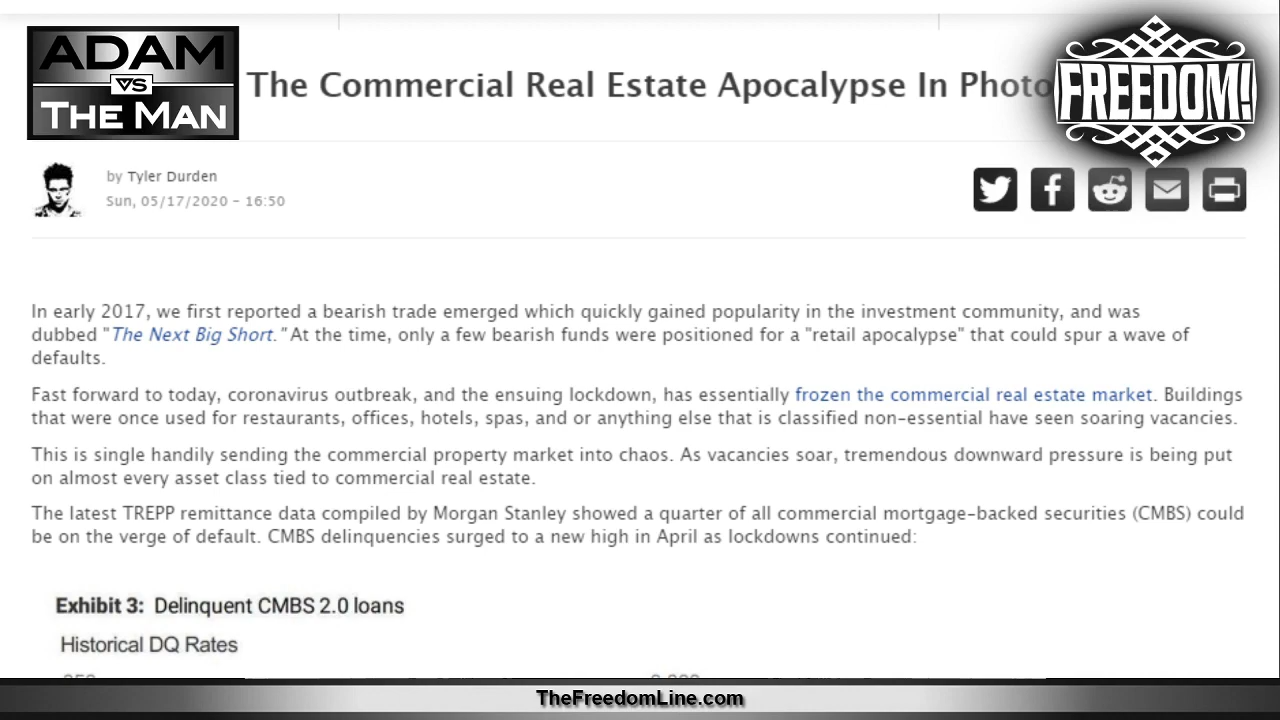 ADAM
VS
THE MAN
The Commercial Real Estate Apocalypse In Photo
FREEDOM!
by Tyler Durden
Sun, 05/17/2020 - 16:50
In early 2017, we first reported a bearish trade emerged which quickly gained popularity in the investment community, and was
dubbed "The Next Big Short." At the time, only a few bearish funds were positioned for a "retail apocalypse" that could spur a wave of
defaults.
Fast forward to today, coronavirus outbreak, and the ensuing lockdown, has essentially frozen the commercial real estate market. Buildings
that were once used for restaurants, offices, hotels, spas, and or anything else that is classified non-essential have seen soaring vacancies.
This is single handily sending the commercial property market into chaos. As vacancies soar, tremendous downward pressure is being put
on almost every asset class tied to commercial real estate.
The latest TREPP remittance data compiled by Morgan Stanley showed a quarter of all commercial mortgage-backed securities (CMBS) could
be on the verge of default. CMBS delinquencies surged to a new high in April as lockdowns continued:
Exhibit 3: Delinquent CMBS 2.0 loans
Historical DQ Rates
TheFreedomLine.com